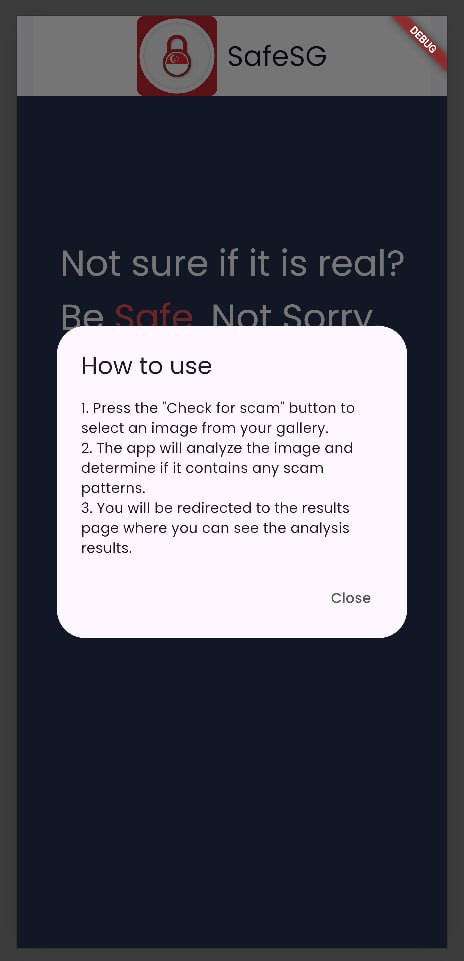 SafeSG
DEBUG
Not sure if it is real?
Be Safe, Not Sorry
How to use
1. Press the "Check for scam" button to
select an image from your gallery.
2. The app will analyze the image and
determine if it contains any scam
patterns.
3. You will be redirected to the results
page where you can see the analysis
results.
Close